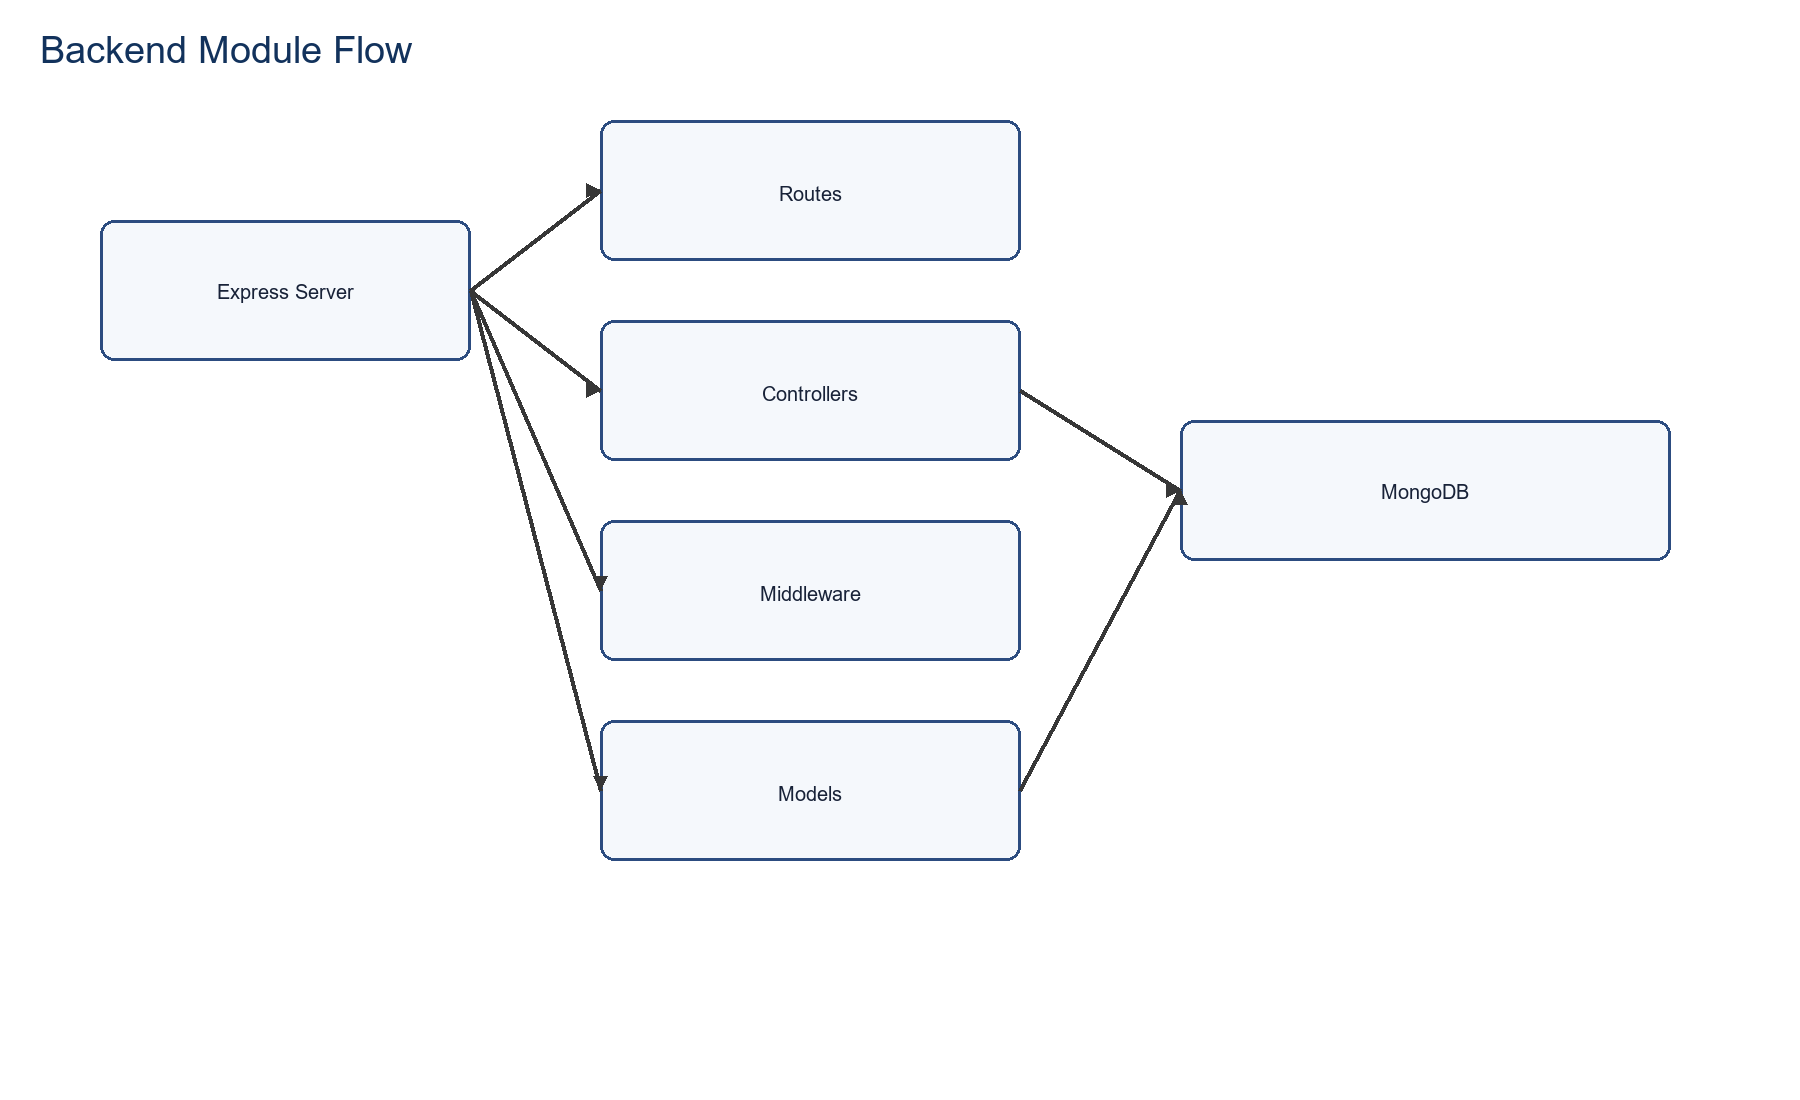 Backend Module Flow
Routes
Express Server
Controllers
MongoDB
Middleware
Models